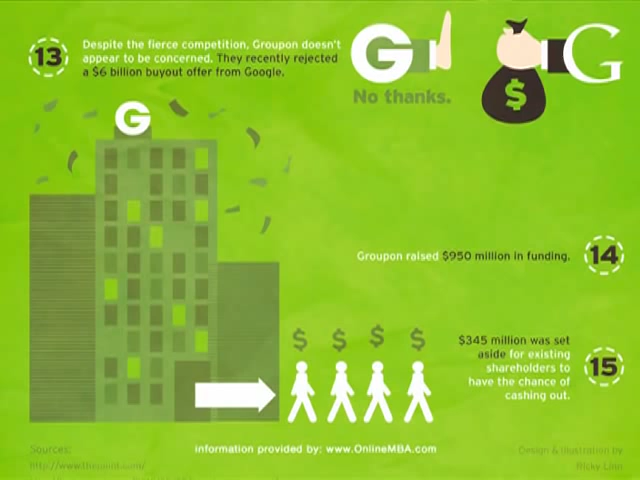 13
Despite the fierce competition, Groupon doesn't
appear to be concerned. They recently rejected
a $6 billion buyout offer from Google.
G
No thanks.
$
G
G
Groupon raised $950 million in funding.
14
$345 million was set
aside for existing
shareholders to
have the chance of
cashing out.
15
$ $ $ $
Sources:
http://www.thepoint.com/
information provided by: www.OnlineMBA.com
Design & Illustration by
Ricky Linn